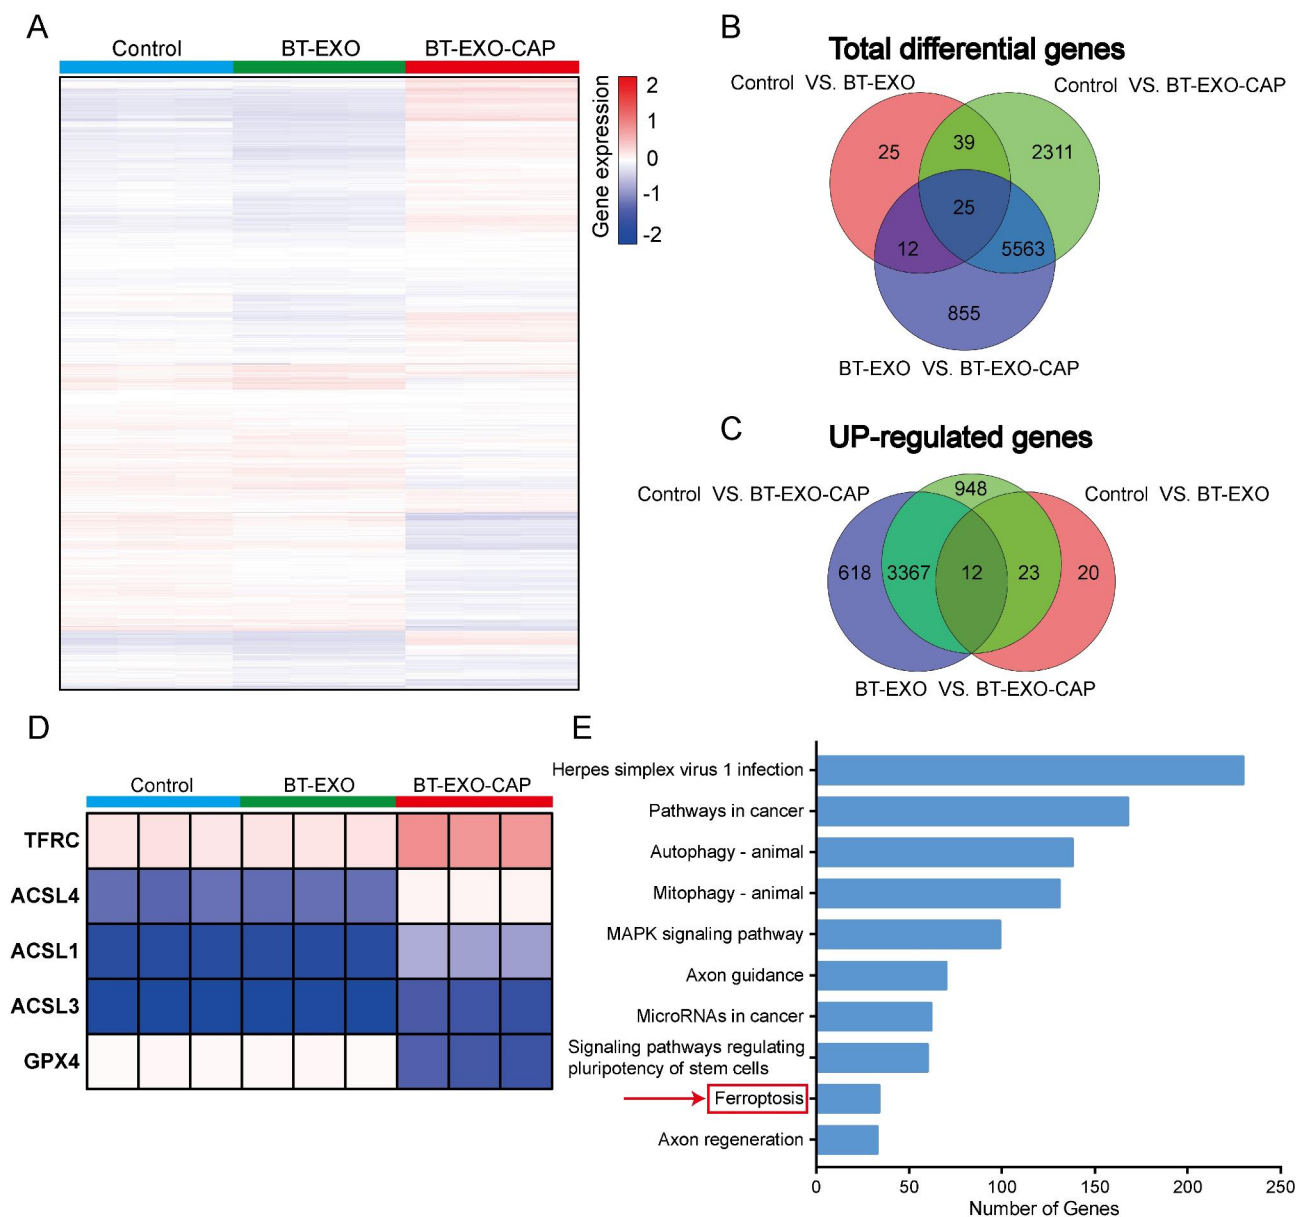 A
Control
BT-EXO
BT-EXO-CAP
Gene expression
2
1
0
-1
-2
B
Total differential genes
Control VS. BT-EXO
Control VS. BT-EXO-CAP
25
39
2311
25
12
5563
855
BT-EXO VS. BT-EXO-CAP
C
UP-regulated genes
Control VS. BT-EXO-CAP
948
Control VS. BT-EXO
618
3367
12
23
20
BT-EXO VS. BT-EXO-CAP
D
Control
BT-EXO
BT-EXO-CAP
TFRC
ACSL4
ACSL1
ACSL3
GPX4
E
Herpes simplex virus 1 infection
Pathways in cancer
Autophagy - animal
Mitophagy - animal
MAPK signaling pathway
Axon guidance
MicroRNAs in cancer
Signaling pathways regulating
pluripotency of stem cells
Ferroptosis
Axon regeneration
0
50
100
150
200
250
Number of Genes